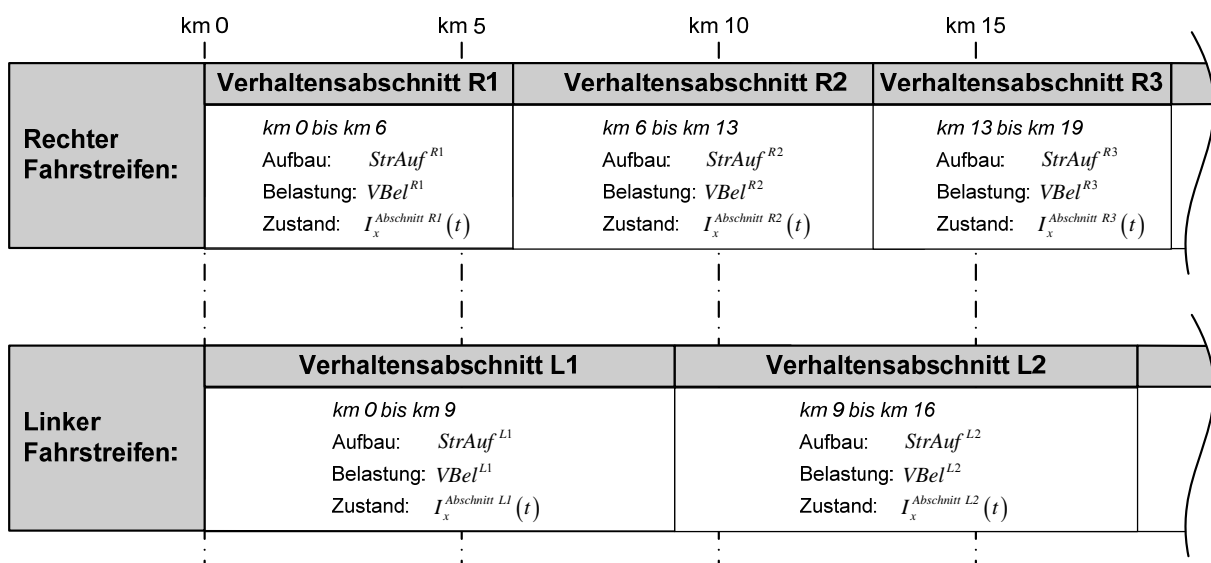 km 0 km 5 km 10 km 15
Verhaltensabschnitt R1 Verhaltensabschnitt R2 Verhaltensabschnitt R3
Rechter
Fahrstreifen:
km 0 bis km 6
Aufbau: StrAuf^R1
Belastung: VBel^R1
Zustand: I_x^Abschnitt R1 (t)
km 6 bis km 13
Aufbau: StrAuf^R2
Belastung: VBel^R2
Zustand: I_x^Abschnitt R2 (t)
km 13 bis km 19
Aufbau: StrAuf^R3
Belastung: VBel^R3
Zustand: I_x^Abschnitt R3 (t)
Verhaltensabschnitt L1 Verhaltensabschnitt L2
Linker
Fahrstreifen:
km 0 bis km 9
Aufbau: StrAuf^L1
Belastung: VBel^L1
Zustand: I_x^Abschnitt L1 (t)
km 9 bis km 16
Aufbau: StrAuf^L2
Belastung: VBel^L2
Zustand: I_x^Abschnitt L2 (t)